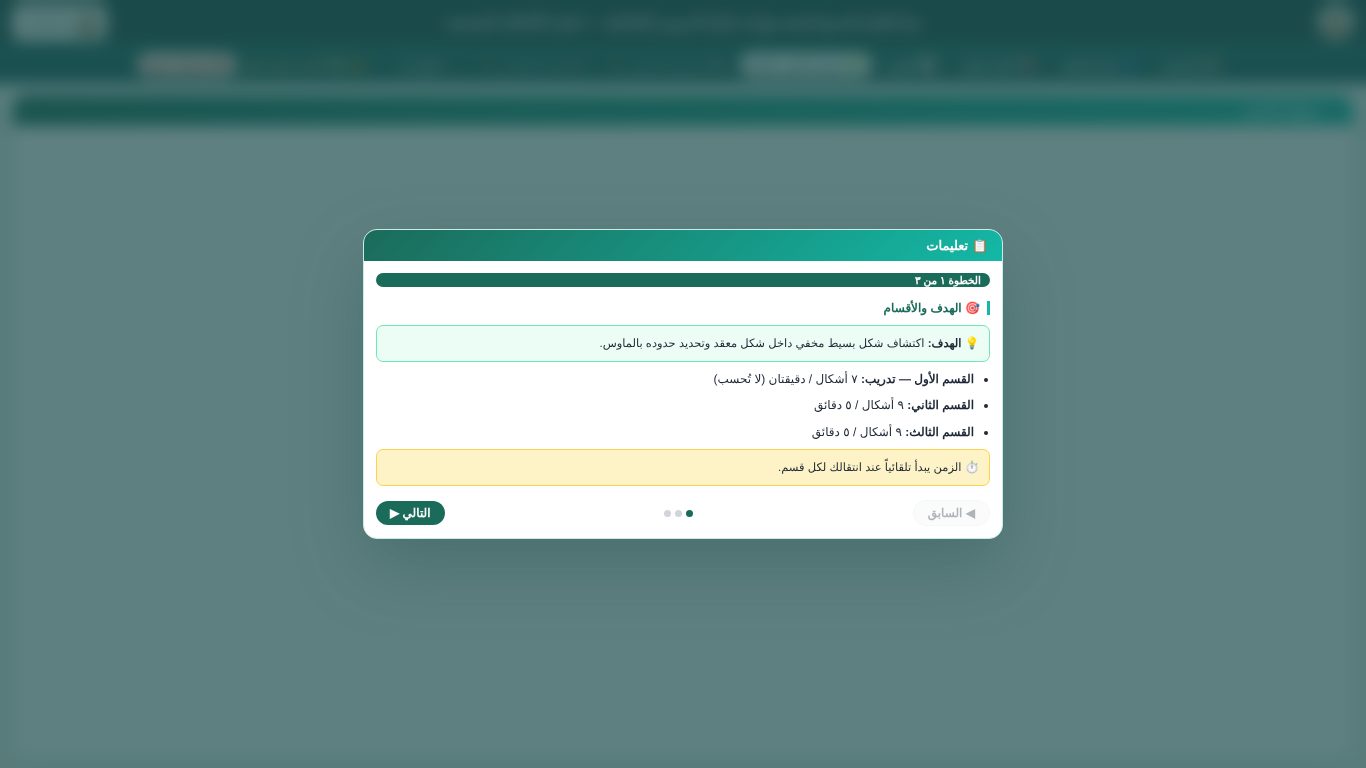 📋 تعليمات
الخطوة ١ من ٣
🎯 الهدف والأقسام
💡 الهدف: اكتشاف شكل بسيط مخفي داخل شكل معقد وتحديد حدوده بالماوس.
• القسم الأول — تدريب: ٧ أشكال / دقيقتان (لا تُحسب)
• القسم الثاني: ٩ أشكال / ٥ دقائق
• القسم الثالث: ٩ أشكال / ٥ دقائق
⏱️ الزمن يبدأ تلقائياً عند انتقالك لكل قسم.
◀ السابق
التالي ▶